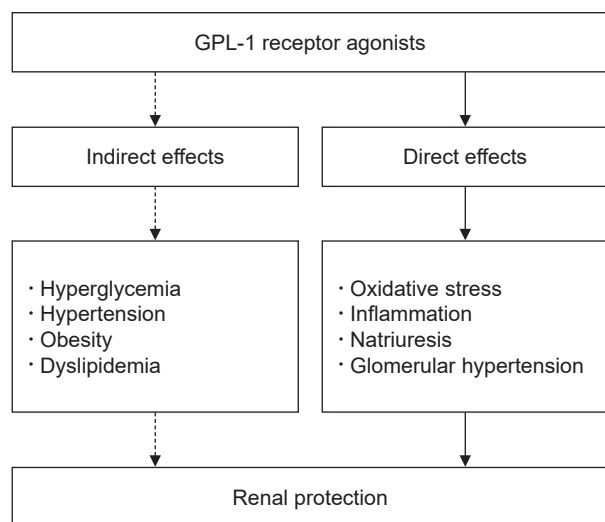 GPL-1 receptor agonists
Indirect effects
Direct effects
· Hyperglycemia
· Hypertension
· Obesity
· Dyslipidemia
· Oxidative stress
· Inflammation
· Natriuresis
· Glomerular hypertension
Renal protection